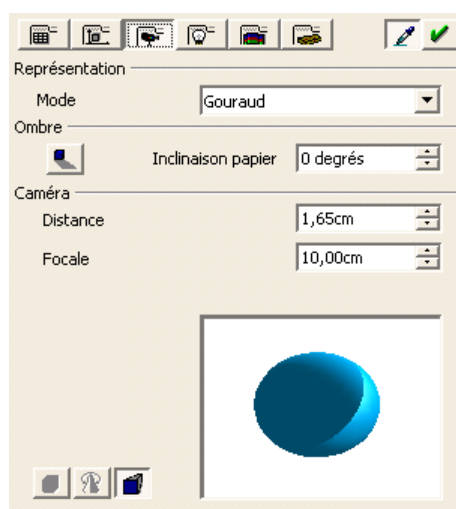 Représentation
Mode Gouraud
Ombre
Inclinaison papier 0 degrés
Caméra
Distance 1,65cm
Focale 10,00cm